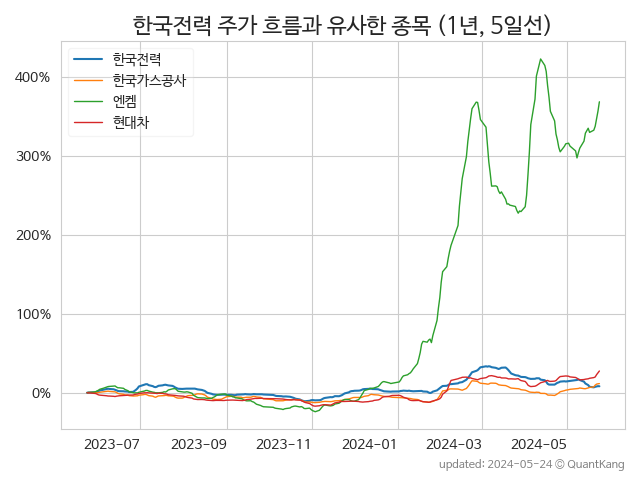 한국전력 주가 흐름과 유사한 종목 (1년, 5일선)
한국전력
한국가스공사
엔켐
현대차
400%
300%
200%
100%
0%
2023-07 2023-09 2023-11 2024-01 2024-03 2024-05
updated: 2024-05-24 © QuantKang